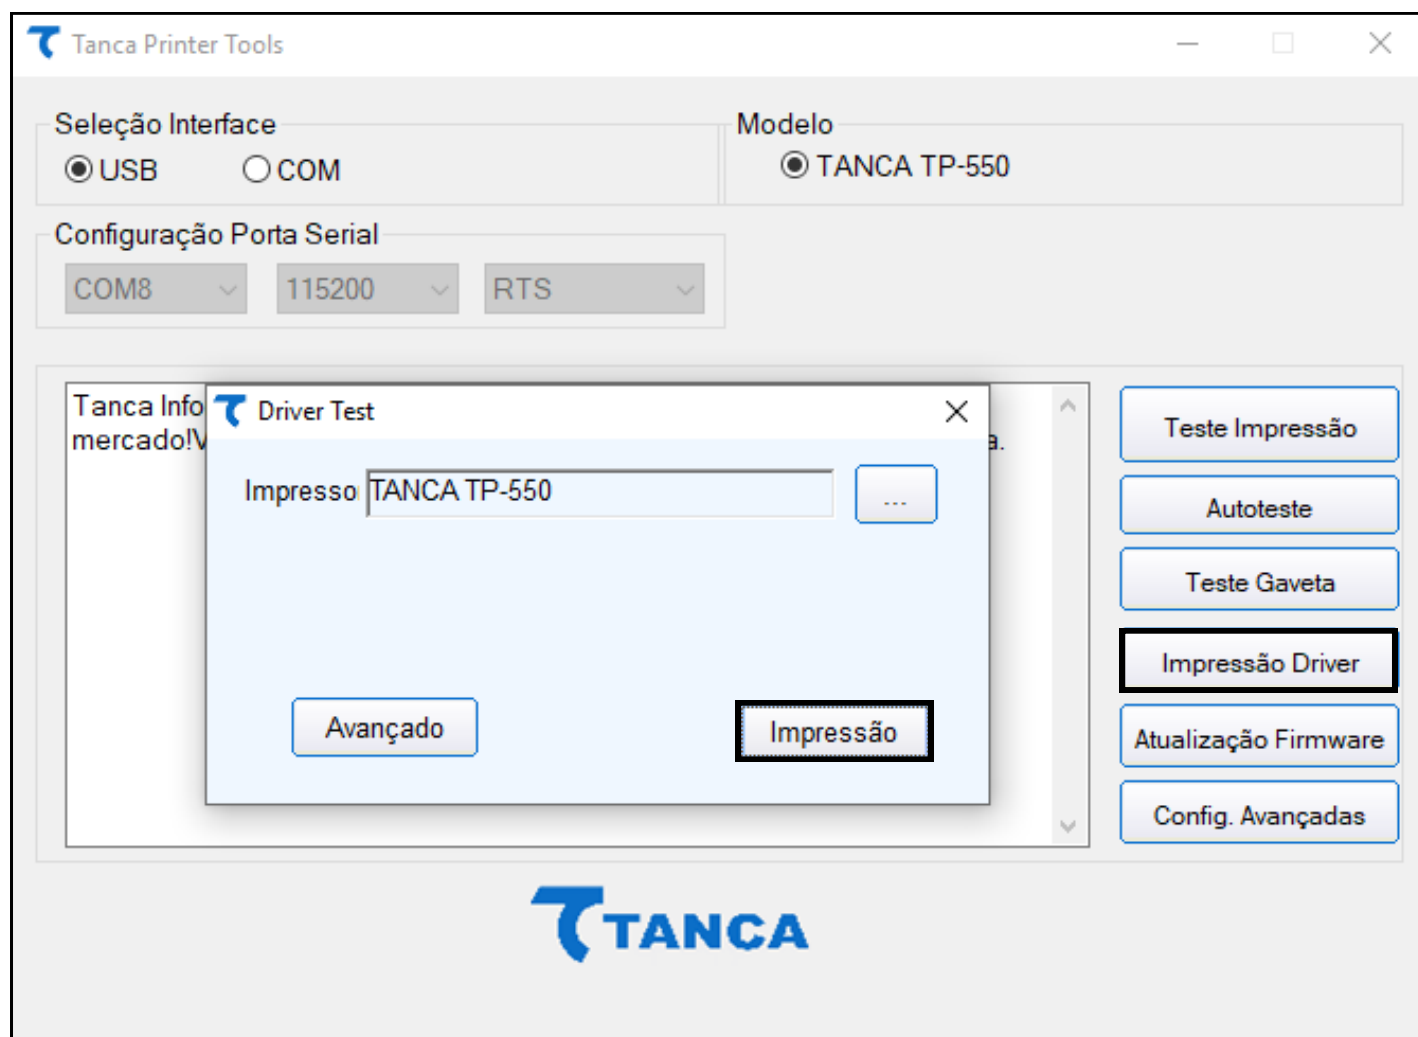 Tanca Printer Tools
Seleção Interface
Modelo
USB
COM
TANCA TP-550
Configuração Porta Serial
COM8
115200
RTS
Tanca Info
mercado!V
a.
Driver Test
Impresso
TANCA TP-550
...
Avançado
Impressão
Teste Impressão
Autoteste
Teste Gaveta
Impressão Driver
Atualização Firmware
Config. Avançadas
TANCA